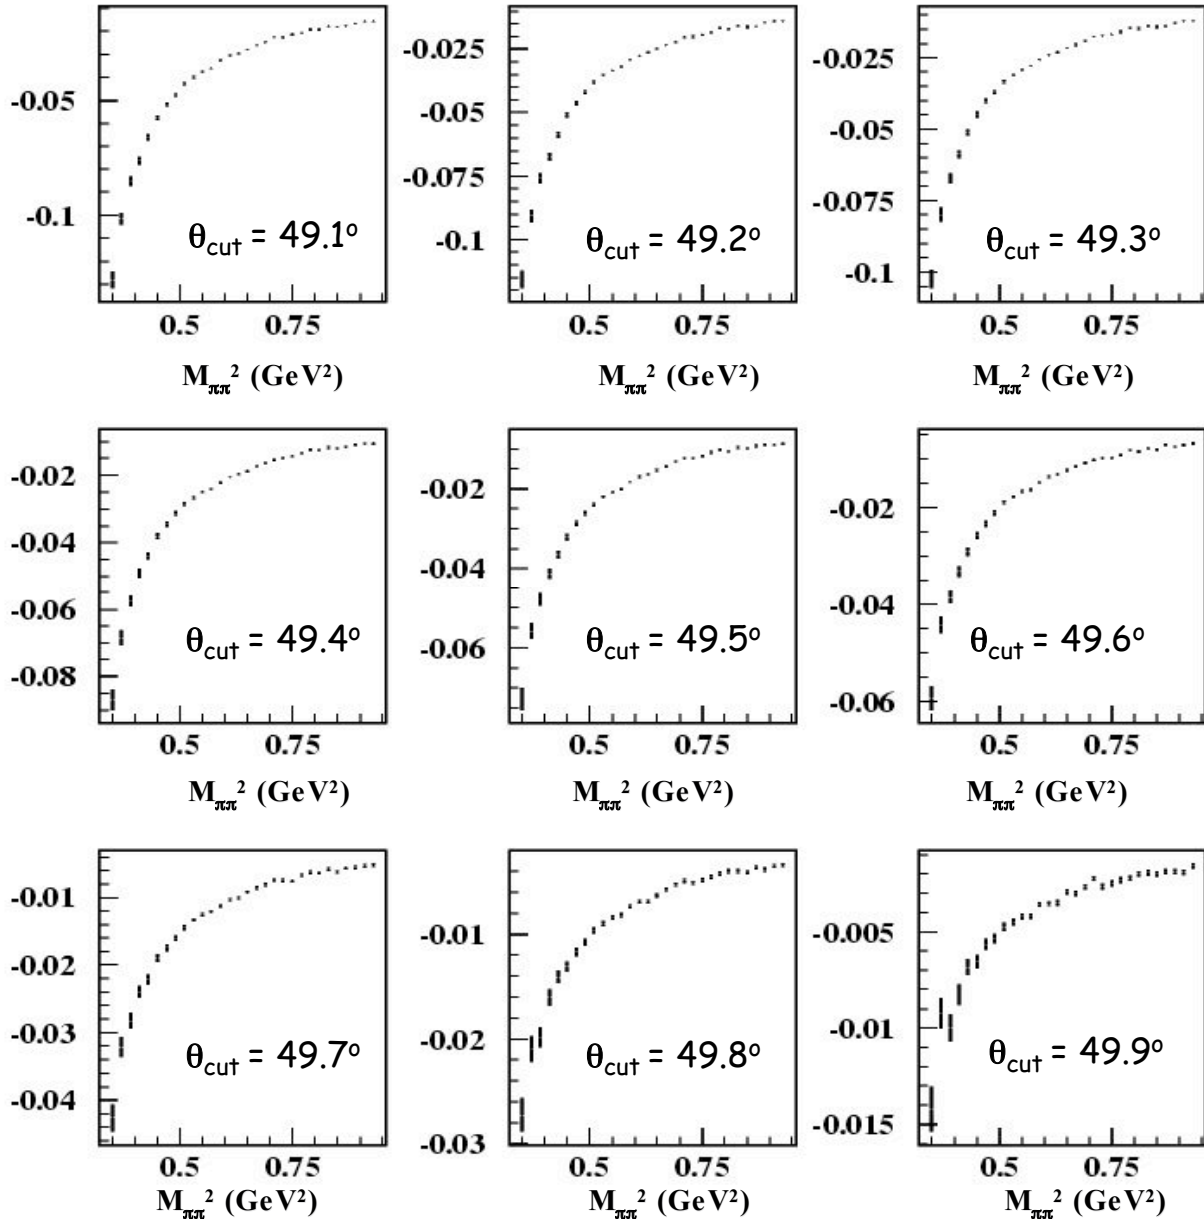 -0.05
-0.1
θcut = 49.1°
0.5 0.75
Mππ² (GeV²)
-0.025
-0.05
-0.075
-0.1
θcut = 49.2°
0.5 0.75
Mππ² (GeV²)
-0.025
-0.05
-0.075
-0.1
θcut = 49.3°
0.5 0.75
Mππ² (GeV²)
-0.02
-0.04
-0.06
-0.08
θcut = 49.4°
0.5 0.75
Mππ² (GeV²)
-0.02
-0.04
-0.06
θcut = 49.5°
0.5 0.75
Mππ² (GeV²)
-0.02
-0.04
-0.06
θcut = 49.6°
0.5 0.75
Mππ² (GeV²)
-0.01
-0.02
-0.03
-0.04
θcut = 49.7°
0.5 0.75
Mππ² (GeV²)
-0.01
-0.02
-0.03
θcut = 49.8°
0.5 0.75
Mππ² (GeV²)
-0.005
-0.01
-0.015
θcut = 49.9°
0.5 0.75
Mππ² (GeV²)